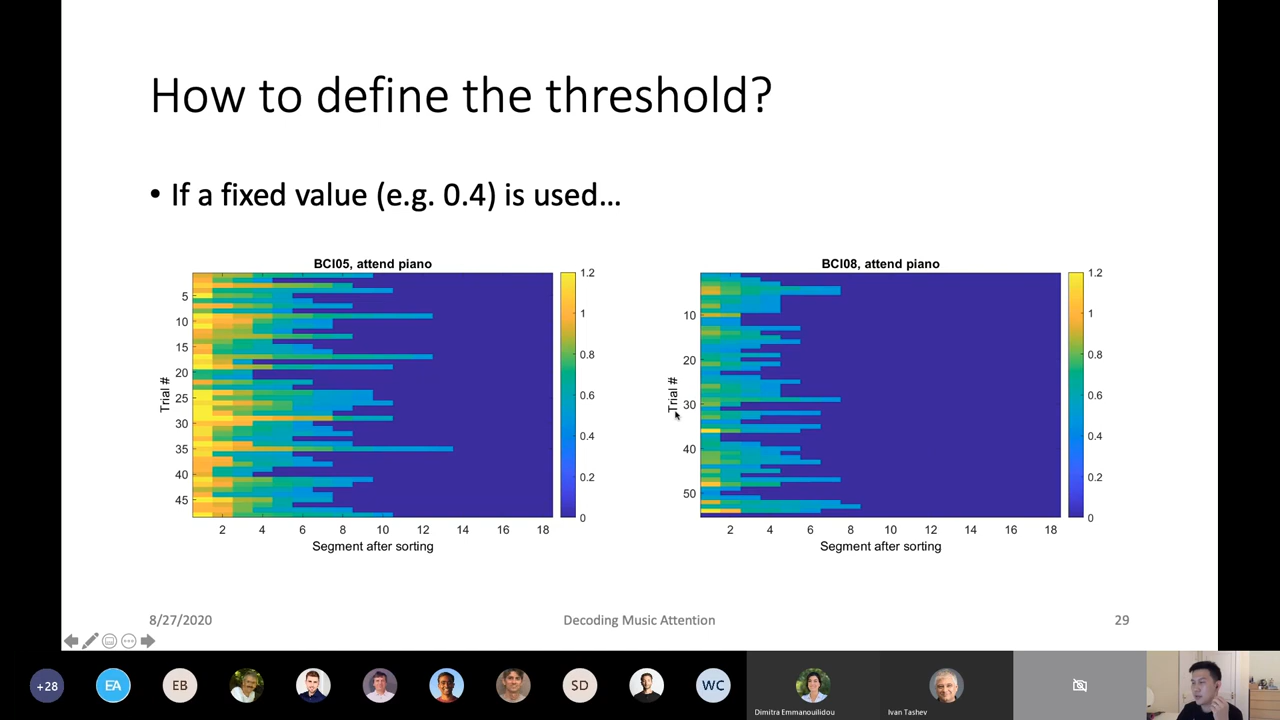 How to define the threshold?
• If a fixed value (e.g. 0.4) is used…
BCI05, attend piano
5
10
15
20
25
30
35
40
45
Trial #
2 4 6 8 10 12 14 16 18
Segment after sorting
1.2
1
0.8
0.6
0.4
0.2
0
BCI08, attend piano
10
20
30
40
50
Trial #
2 4 6 8 10 12 14 16 18
Segment after sorting
1.2
1
0.8
0.6
0.4
0.2
0
8/27/2020
Decoding Music Attention
29
+28
EA
EB
SD
WC
Dimitra Emmanouilidou
Ivan Tashev